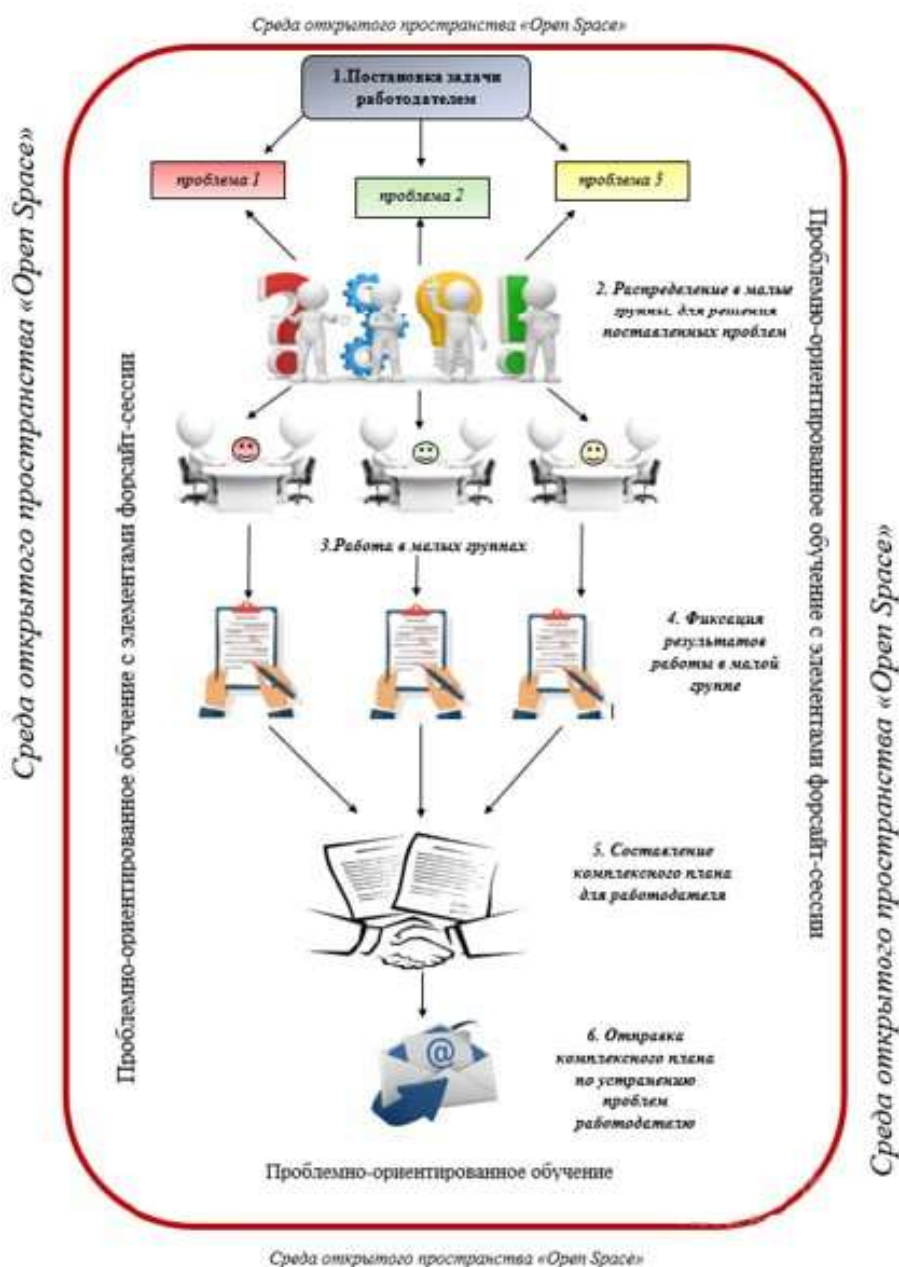 Среда открытого пространства «Open Space»
1.Постановка задачи
работодателем
проблема 1
проблема 2
проблема 3
Среда открытого пространства «Open Space»
Проблемно-ориентированное обучение с элементами форсайт-сессии
2. Распределение в малые
группы, для решения
поставленных проблем
3.Работа в малых группах
4. Фиксация
результатов
работы в малой
группе
5. Составление
комплексного плана
для работодателя
@
6. Отправка
комплексного плана
по устранению
проблем
работодателю
Проблемно-ориентированное обучение с элементами форсайт-сессии
Среда открытого пространства «Open Space»
Проблемно-ориентированное обучение
Среда открытого пространства «Open Space»